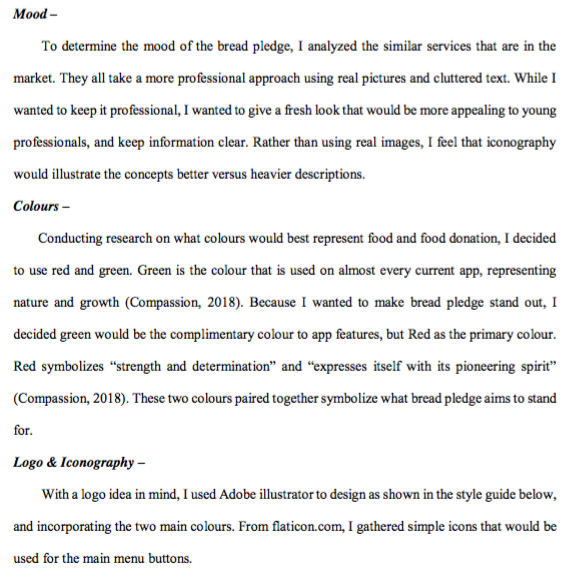 Mood –
To determine the mood of the bread pledge, I analyzed the similar services that are in the
market. They all take a more professional approach using real pictures and cluttered text. While I
wanted to keep it professional, I wanted to give a fresh look that would be more appealing to young
professionals, and keep information clear. Rather than using real images, I feel that iconography
would illustrate the concepts better versus heavier descriptions.
Colours –
Conducting research on what colours would best represent food and food donation, I decided
to use red and green. Green is the colour that is used on almost every current app, representing
nature and growth (Compassion, 2018). Because I wanted to make bread pledge stand out, I
decided green would be the complimentary colour to app features, but Red as the primary colour.
Red symbolizes “strength and determination” and “expresses itself with its pioneering spirit”
(Compassion, 2018). These two colours paired together symbolize what bread pledge aims to stand
for.
Logo & Iconography –
With a logo idea in mind, I used Adobe illustrator to design as shown in the style guide below,
and incorporating the two main colours. From flaticon.com, I gathered simple icons that would be
used for the main menu buttons.